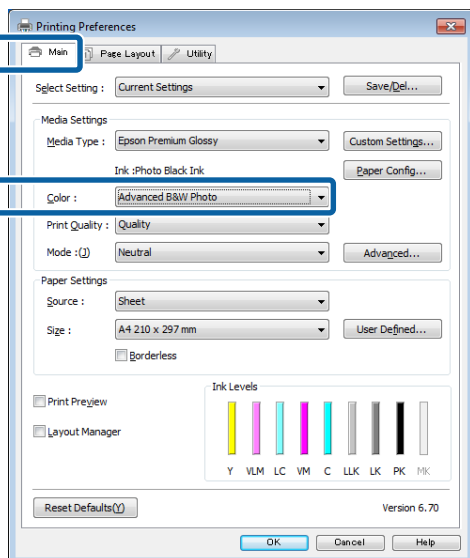 Printing Preferences
Main Page Layout Utility
Select Setting : Current Settings Save/Del...
Media Settings
Media Type : Epson Premium Glossy Custom Settings...
Ink :Photo Black Ink Paper Config...
Color : Advanced B&W Photo
Print Quality : Quality
Mode :(J) Neutral Advanced...
Paper Settings
Source : Sheet
Size : A4 210 x 297 mm User Defined...
Borderless
Ink Levels
Print Preview
Layout Manager
Y VLM LC VM C LLK LK PK MK
Reset Defaults(Y) Version 6.70
OK Cancel Help